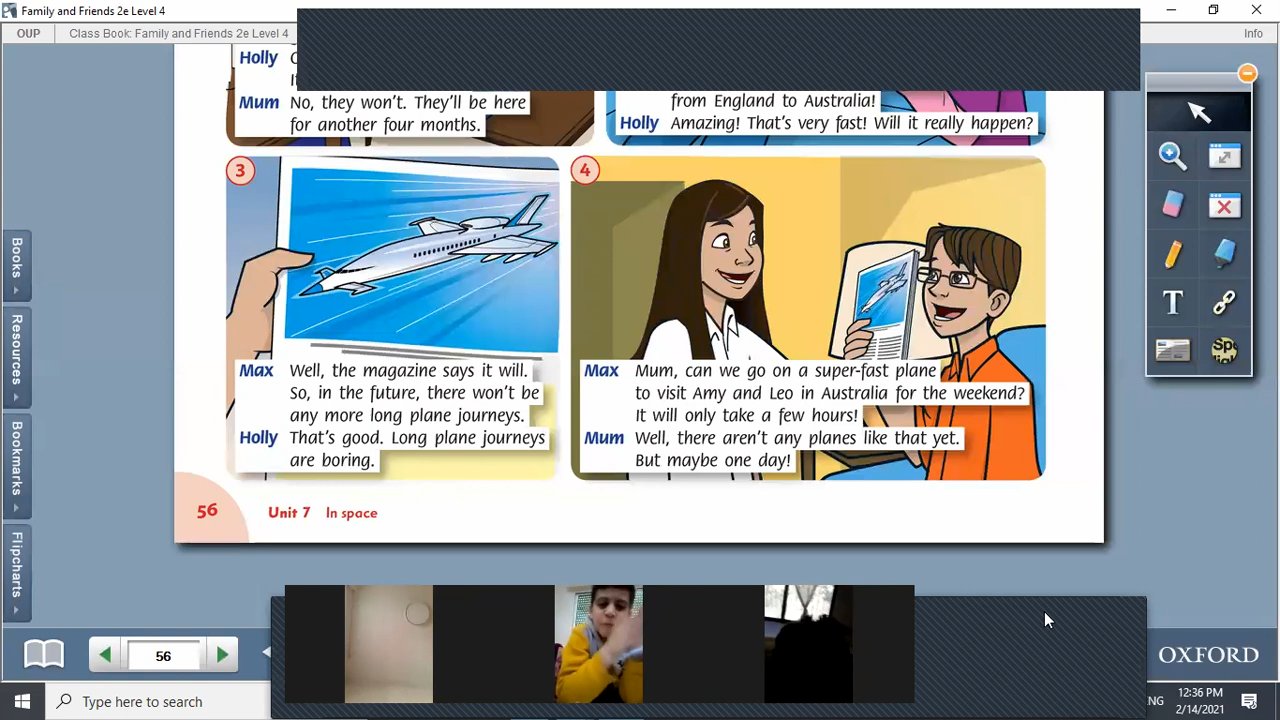 Family and Friends 2e Level 4
OUP
Class Book: Family and Friends 2e Level 4
Info
Holly
Mum No, they won't. They'll be here
for another four months.
from England to Australia!
Holly Amazing! That's very fast! Will it really happen?
3
Max Well, the magazine says it will.
So, in the future, there won't be
any more long plane journeys.
Holly That's good. Long plane journeys
are boring.
4
Max Mum, can we go on a super-fast plane
to visit Amy and Leo in Australia for the weekend?
It will only take a few hours!
Mum Well, there aren't any planes like that yet.
But maybe one day!
56 Unit 7 In space
Books
Resources
Bookmarks
Flipcharts
T
56
OXFORD
Type here to search
ENG
12:36 PM
2/14/2021